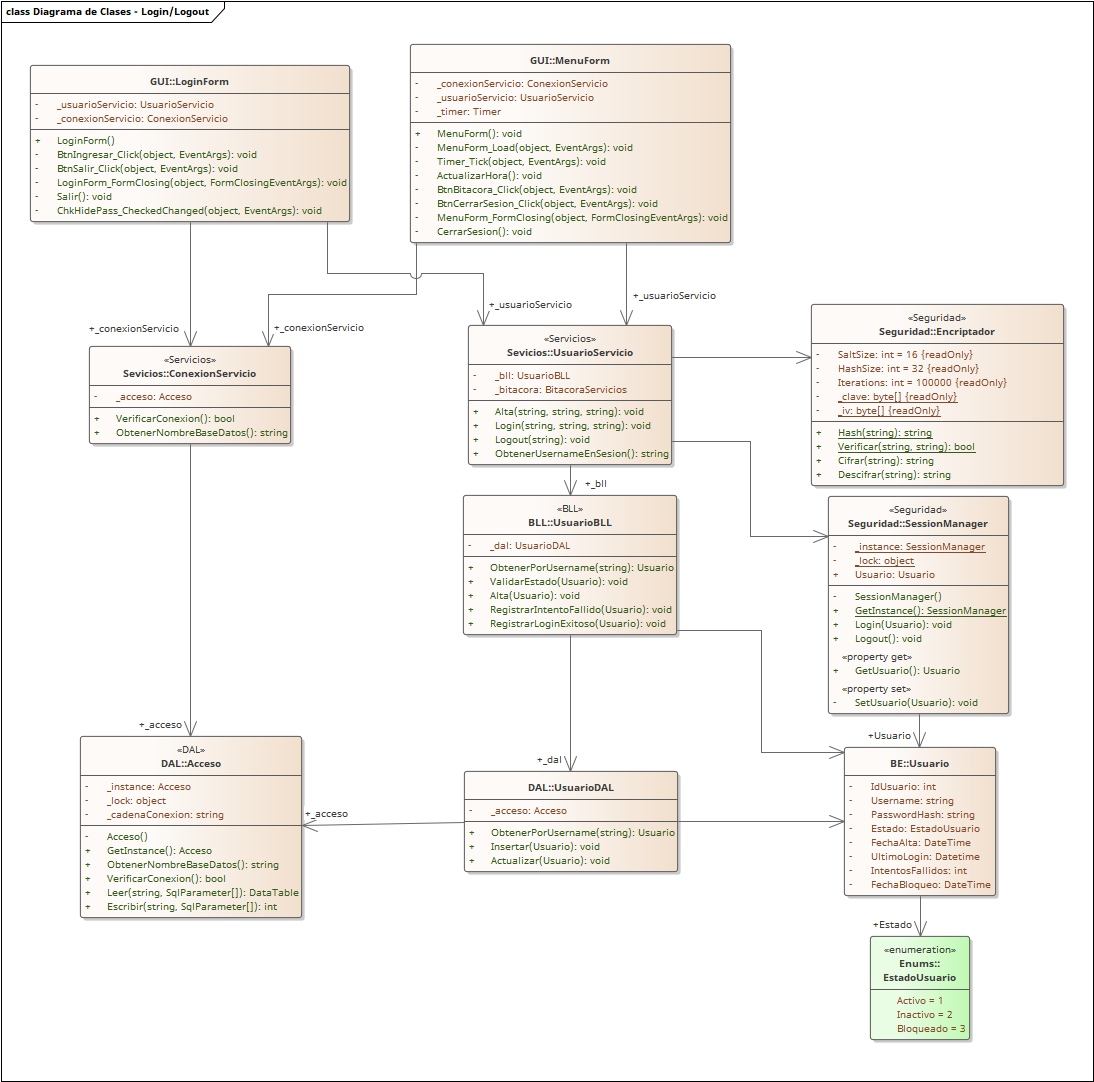 class Diagrama de Clases - Login/Logout
GUI::LoginForm
- _usuarioServicio: UsuarioServicio
- _conexionServicio: ConexionServicio
+ LoginForm()
- BtnIngresar_Click(object, EventArgs): void
- BtnSalir_Click(object, EventArgs): void
- LoginForm_FormClosing(object, FormClosingEventArgs): void
- Salir(): void
- ChkHidePass_CheckedChanged(object, EventArgs): void
GUI::MenuForm
- _conexionServicio: ConexionServicio
- _usuarioServicio: UsuarioServicio
- _timer: Timer
+ MenuForm(): void
- MenuForm_Load(object, EventArgs): void
- Timer_Tick(object, EventArgs): void
- ActualizarHora(): void
- BtnBitacora_Click(object, EventArgs): void
- BtnCerrarSesion_Click(object, EventArgs): void
- MenuForm_FormClosing(object, FormClosingEventArgs): void
- CerrarSesion(): void
+_conexionServicio
+_conexionServicio
+_usuarioServicio
+_usuarioServicio
«Servicios»
Sevicios::ConexionServicio
- _acceso: Acceso
+ VerificarConexion(): bool
+ ObtenerNombreBaseDatos(): string
«Servicios»
Sevicios::UsuarioServicio
- _bll: UsuarioBLL
- _bitacora: BitacoraServicios
+ Alta(string, string, string): void
+ Login(string, string, string): void
+ Logout(string): void
+ ObtenerUsernameEnSesion(): string
«Seguridad»
Seguridad::Encriptador
- SaltSize: int = 16 {readOnly}
- HashSize: int = 32 {readOnly}
- Iterations: int = 100000 {readOnly}
- _clave: byte[] {readOnly}
- _iv: byte[] {readOnly}
+ Hash(string): string
+ Verificar(string, string): bool
+ Cifrar(string): string
+ Descifrar(string): string
+_bll
«BLL»
BLL::UsuarioBLL
- _dal: UsuarioDAL
+ ObtenerPorUsername(string): Usuario
+ ValidarEstado(Usuario): void
+ Alta(Usuario): void
+ RegistrarIntentoFallido(Usuario): void
+ RegistrarLoginExitoso(Usuario): void
«Seguridad»
Seguridad::SessionManager
- _instance: SessionManager
- _lock: object
+ Usuario: Usuario
- SessionManager()
+ GetInstance(): SessionManager
+ Login(Usuario): void
+ Logout(): void
«property get»
+ GetUsuario(): Usuario
«property set»
- SetUsuario(Usuario): void
+_acceso
+_dal
+Usuario
«DAL»
DAL::Acceso
- _instance: Acceso
- _lock: object
- _cadenaConexion: string
- Acceso()
+ GetInstance(): Acceso
+ ObtenerNombreBaseDatos(): string
+ VerificarConexion(): bool
+ Leer(string, SqlParameter[]): DataTable
+ Escribir(string, SqlParameter[]): int
+_acceso
DAL::UsuarioDAL
- _acceso: Acceso
+ ObtenerPorUsername(string): Usuario
+ Insertar(Usuario): void
+ Actualizar(Usuario): void
BE::Usuario
- IdUsuario: int
- Username: string
- PasswordHash: string
- Estado: EstadoUsuario
- FechaAlta: DateTime
- UltimoLogin: Datetime
- IntentosFallidos: int
- FechaBloqueo: DateTime
+Estado
«enumeration»
Enums::
EstadoUsuario
Activo = 1
Inactivo = 2
Bloqueado = 3